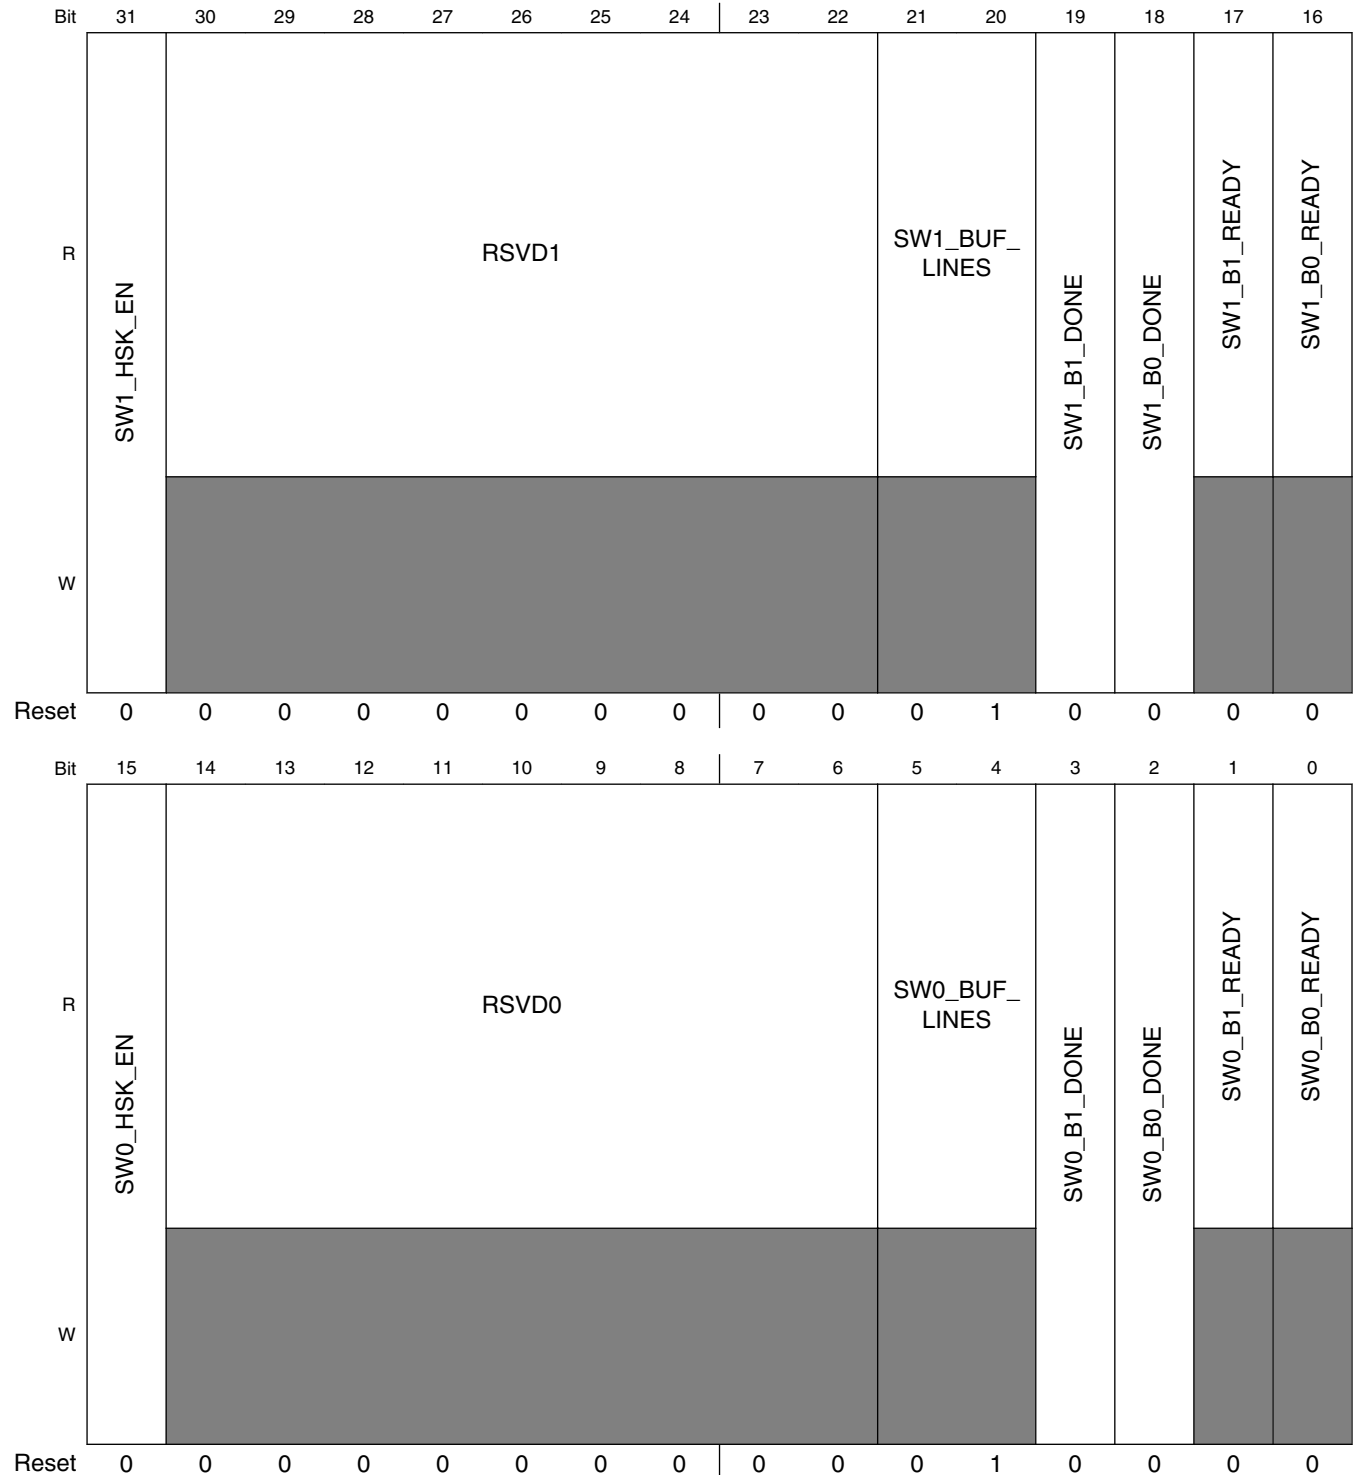 Bit 31 30 29 28 27 26 25 24 23 22 21 20 19 18 17 16
R
SW1_HSK_EN
RSVD1
SW1_BUF_
LINES
SW1_B1_DONE
SW1_B0_DONE
SW1_B1_READY
SW1_B0_READY
W
Reset 0 0 0 0 0 0 0 0 0 0 0 1 0 0 0 0
Bit 15 14 13 12 11 10 9 8 7 6 5 4 3 2 1 0
R
SW0_HSK_EN
RSVD0
SW0_BUF_
LINES
SW0_B1_DONE
SW0_B0_DONE
SW0_B1_READY
SW0_B0_READY
W
Reset 0 0 0 0 0 0 0 0 0 0 0 1 0 0 0 0